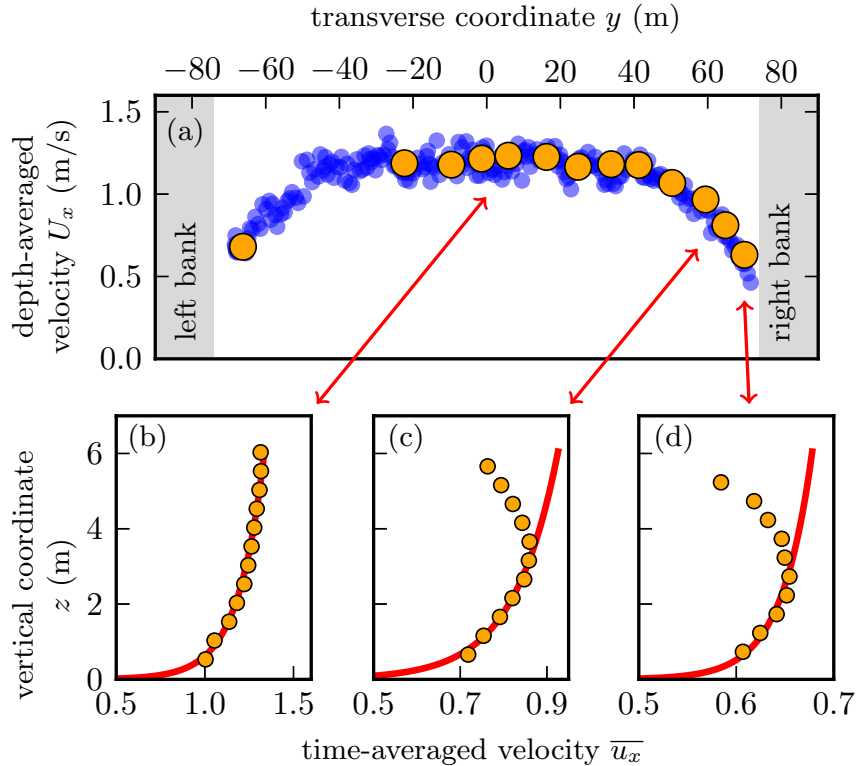 transverse coordinate y (m)
−80 −60 −40 −20 0 20 40 60 80
depth-averaged
velocity Uₓ (m/s)
1.5
1.0
0.5
0.0
(a)
left bank
right bank
vertical coordinate
z (m)
6
4
2
0
(b)
(c)
(d)
0.5 1.0 1.5
0.5 0.7 0.9
0.5 0.6 0.7
time-averaged velocity u̅ₓ